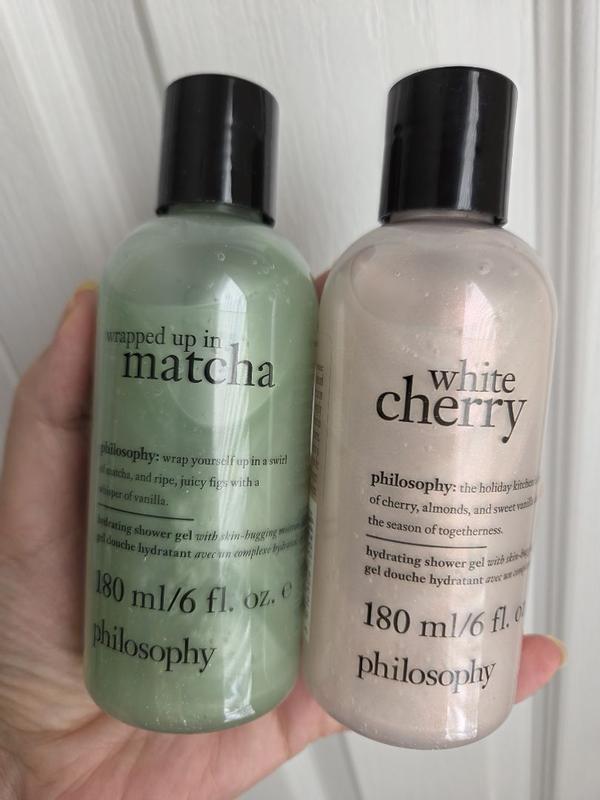 wrapped up in
matcha
philosophy: wrap yourself up in a swirl
of matcha, and ripe, juicy figs with a
whisper of vanilla.
hydrating shower gel with skin-hugging
gel douche hydratant avec un complexe
180 ml/6 fl. oz. e
philosophy
white
cherry
philosophy: the holiday kitchen
of cherry, almonds, and sweet vanilla
the season of togetherness.
hydrating shower gel with
gel douche hydratant avec un
180 ml/6 fl.
philosophy